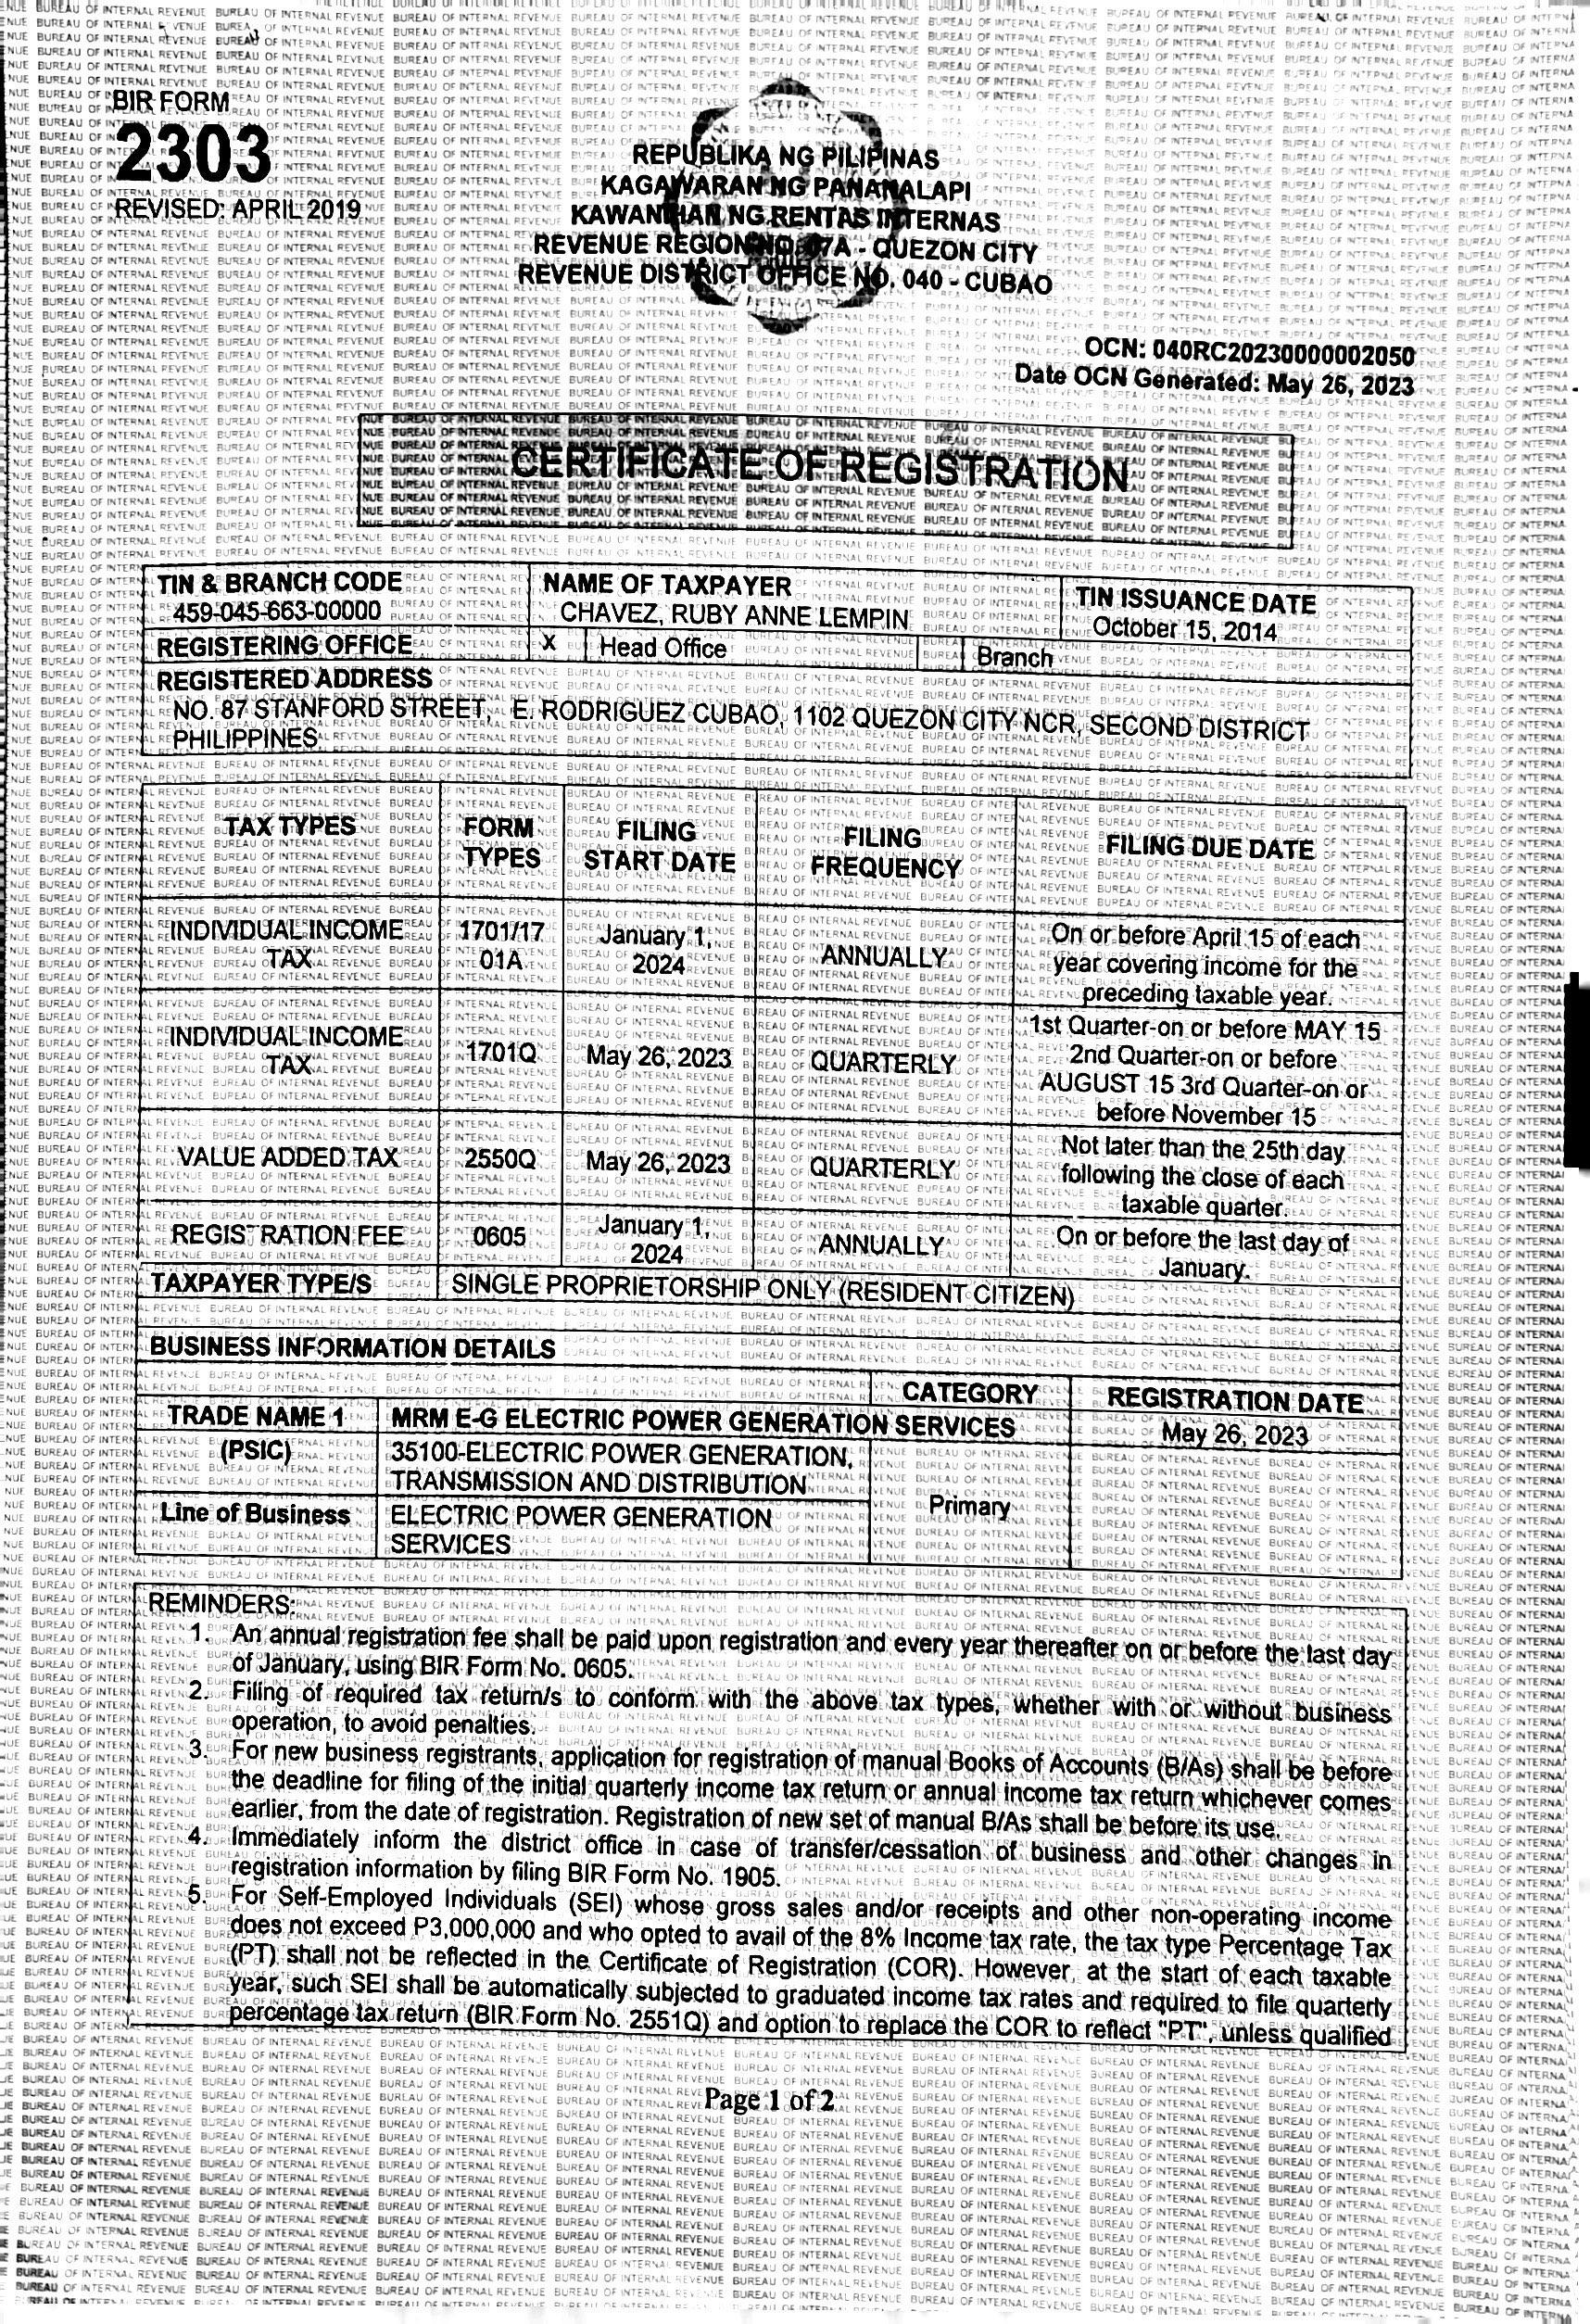 BIR FORM
2303
REVISED: APRIL 2019
REPUBLIKA NG PILIPINAS
KAGAWARAN NG PANANALAPI
KAWANIHAN NG RENTAS INTERNAS
REVENUE REGION NO. 07A - QUEZON CITY
REVENUE DISTRICT OFFICE NO. 040 - CUBAO
OCN: 040RC20230000002050
Date OCN Generated: May 26, 2023
CERTIFICATE OF REGISTRATION
TIN & BRANCH CODE
459-045-663-00000
NAME OF TAXPAYER
CHAVEZ, RUBY ANNE LEMPIN
TIN ISSUANCE DATE
October 15, 2014
REGISTERING OFFICE X Head Office Branch
REGISTERED ADDRESS
NO. 87 STANFORD STREET, E. RODRIGUEZ CUBAO, 1102 QUEZON CITY NCR, SECOND DISTRICT
PHILIPPINES
TAX TYPES
FORM
TYPES
FILING
START DATE
FILING
FREQUENCY
FILING DUE DATE
INDIVIDUAL INCOME
TAX
1701/17
01A
January 1,
2024
ANNUALLY
On or before April 15 of each
year covering income for the
preceding taxable year.
INDIVIDUAL INCOME
TAX
1701Q
May 26, 2023
QUARTERLY
1st Quarter-on or before MAY 15
2nd Quarter-on or before
AUGUST 15 3rd Quarter-on or
before November 15
VALUE ADDED TAX
2550Q
May 26, 2023
QUARTERLY
Not later than the 25th day
following the close of each
taxable quarter.
REGISTRATION FEE
0605
January 1,
2024
ANNUALLY
On or before the last day of
January.
TAXPAYER TYPE/S SINGLE PROPRIETORSHIP ONLY (RESIDENT CITIZEN)
BUSINESS INFORMATION DETAILS
CATEGORY
REGISTRATION DATE
TRADE NAME 1
MRM E-G ELECTRIC POWER GENERATION SERVICES
May 26, 2023
(PSIC)
35100-ELECTRIC POWER GENERATION,
TRANSMISSION AND DISTRIBUTION
Primary
Line of Business
ELECTRIC POWER GENERATION
SERVICES
REMINDERS:
1. An annual registration fee shall be paid upon registration and every year thereafter on or before the last day
of January, using BIR Form No. 0605.
2. Filing of required tax return/s to conform with the above tax types, whether with or without business
operation, to avoid penalties.
3. For new business registrants, application for registration of manual Books of Accounts (B/As) shall be before
the deadline for filing of the initial quarterly income tax return or annual income tax return whichever comes
earlier, from the date of registration. Registration of new set of manual B/As shall be before its use.
4. Immediately inform the district office in case of transfer/cessation of business and other changes in
registration information by filing BIR Form No. 1905.
5. For Self-Employed Individuals (SEI) whose gross sales and/or receipts and other non-operating income
does not exceed P3,000,000 and who opted to avail of the 8% Income tax rate, the tax type Percentage Tax
(PT) shall not be reflected in the Certificate of Registration (COR). However, at the start of each taxable
year, such SEI shall be automatically subjected to graduated income tax rates and required to file quarterly
percentage tax return (BIR Form No. 2551Q) and option to replace the COR to reflect "PT", unless qualified
Page 1 of 2